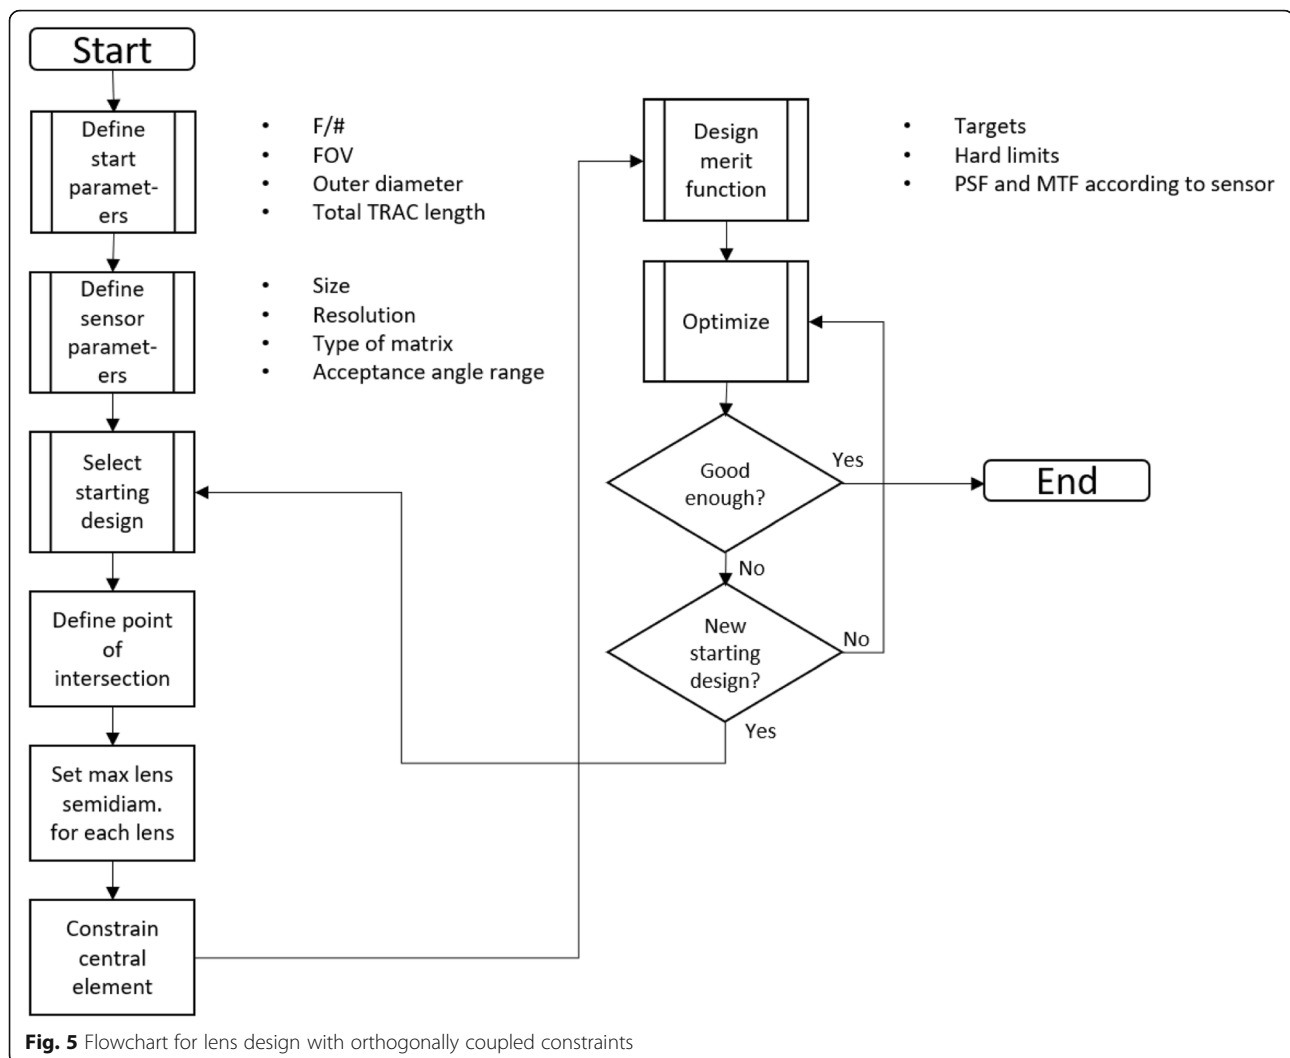 Start
Define
start
paramet-
ers
• F/#
• FOV
• Outer diameter
• Total TRAC length
Define
sensor
paramet-
ers
• Size
• Resolution
• Type of matrix
• Acceptance angle range
Select
starting
design
Define point
of
intersection
Set max lens
semidiam.
for each lens
Constrain
central
element
Design
merit
function
• Targets
• Hard limits
• PSF and MTF according to sensor
Optimize
Good
enough?
Yes
End
No
New
starting
design?
No
Yes
Fig. 5 Flowchart for lens design with orthogonally coupled constraints